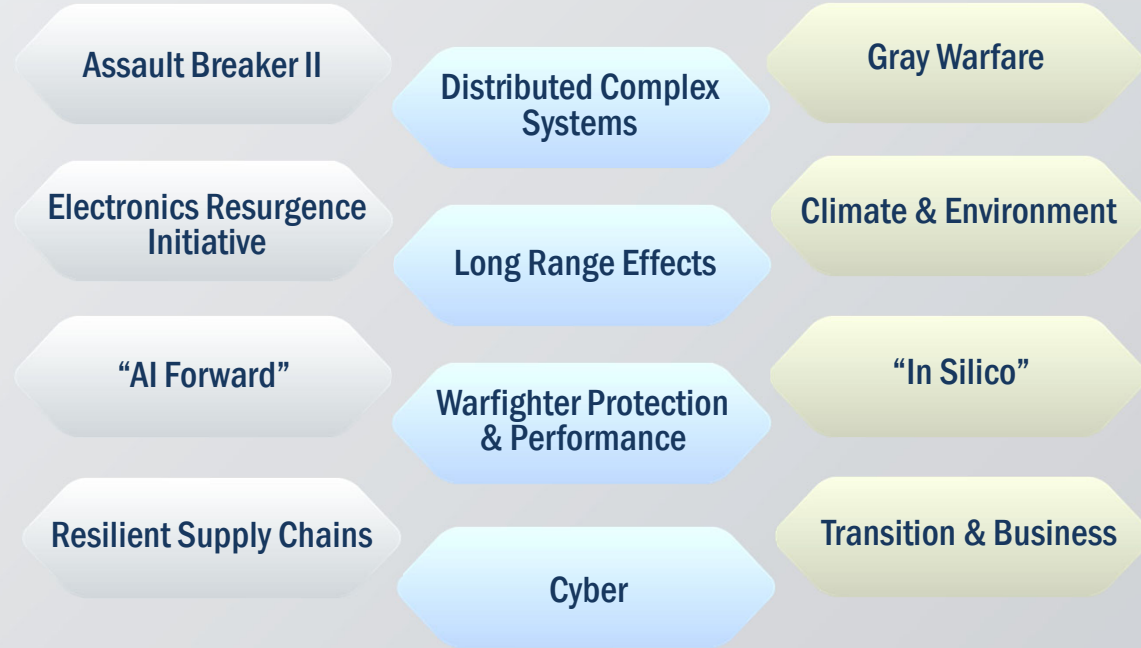 Assault Breaker II
Electronics Resurgence
Initiative
“AI Forward”
Resilient Supply Chains
Distributed Complex
Systems
Long Range Effects
Warfighter Protection
& Performance
Cyber
Gray Warfare
Climate & Environment
“In Silico”
Transition & Business